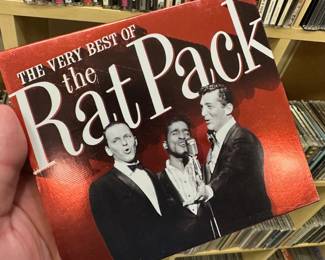 THE VERY BEST OF
the
Rat Pack